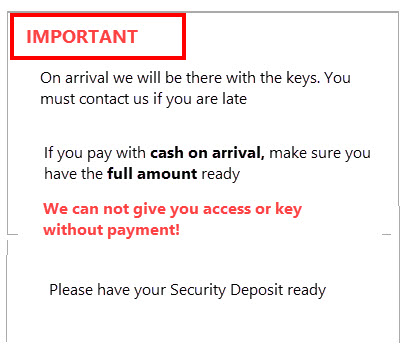 IMPORTANT
On arrival we will be there with the keys. You
must contact us if you are late
If you pay with cash on arrival, make sure you
have the full amount ready
We can not give you access or key
without payment!
Please have your Security Deposit ready